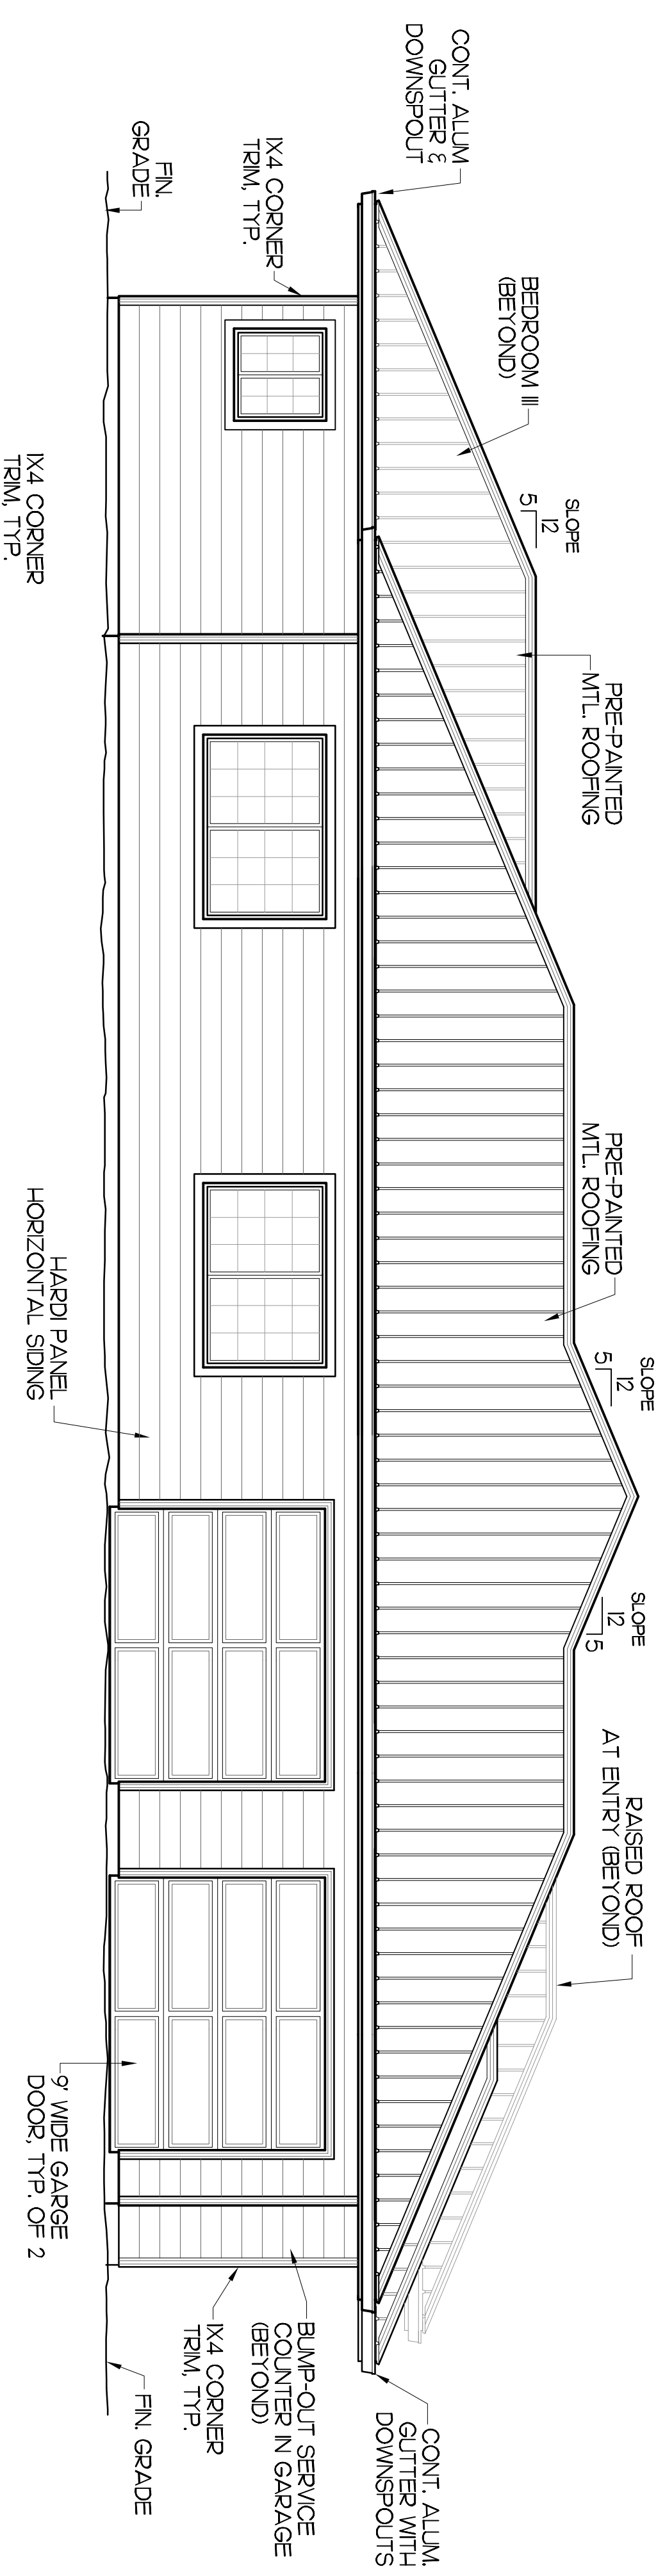 CONT. ALUM
GUTTER &
DOWNSPOUT
BEDROOM III
(BEYOND)
SLOPE
12
5
PRE-PAINTED
MTL. ROOFING
PRE-PAINTED
MTL. ROOFING
SLOPE
12
5
SLOPE
12
5
RAISED ROOF
AT ENTRY (BEYOND)
CONT. ALUM.
GUTTER WITH
DOWNSPOUTS
1X4 CORNER
TRIM, TYP.
FIN.
GRADE
1X4 CORNER
TRIM, TYP.
HARDI PANEL
HORIZONTAL SIDING
9' WIDE GARGE
DOOR, TYP. OF 2
BUMP-OUT SERVICE
COUNTER IN GARAGE
(BEYOND)
1X4 CORNER
TRIM, TYP.
FIN. GRADE